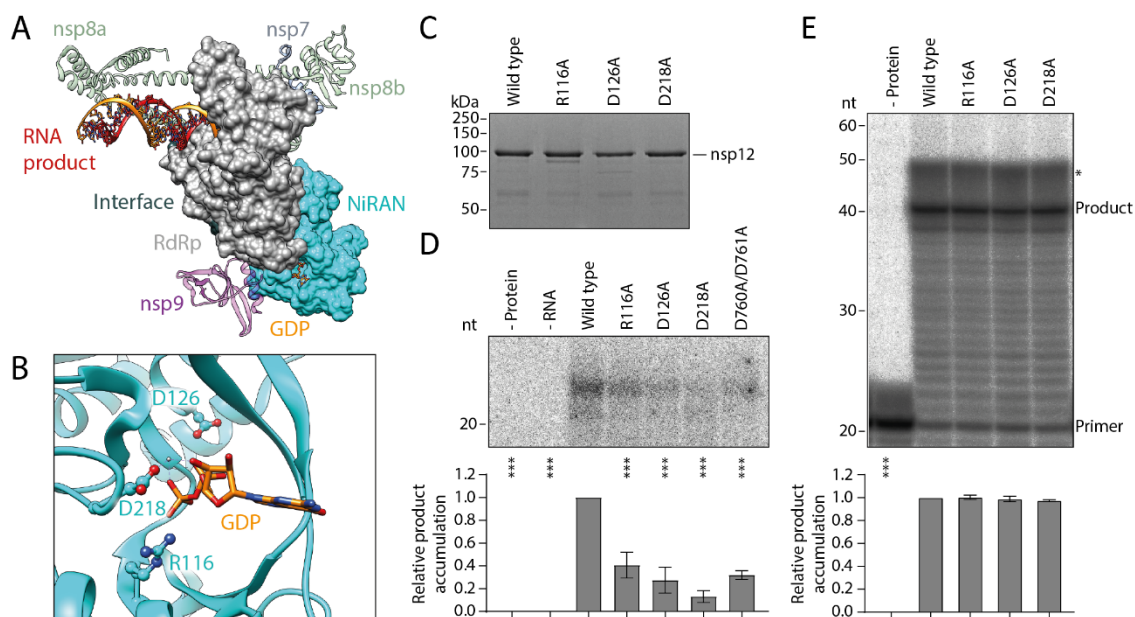 A
nsp8a
nsp7
nsp8b
RNA
product
Interface
NiRAN
RdRp
nsp9
GDP
B
D126
D218
GDP
R116
C
Wild type
R116A
D126A
D218A
kDa
250
150
100
75
50
nsp12
D
- Protein
- RNA
Wild type
R116A
D126A
D218A
D760A/D761A
nt
20
*** *** *** *** *** ***
Relative product
accumulation
1.0
0.8
0.6
0.4
0.2
0.0
E
- Protein
Wild type
R116A
D126A
D218A
nt
60
50
*
40
Product
30
20
Primer
***
Relative product
accumulation
1.0
0.8
0.6
0.4
0.2
0.0